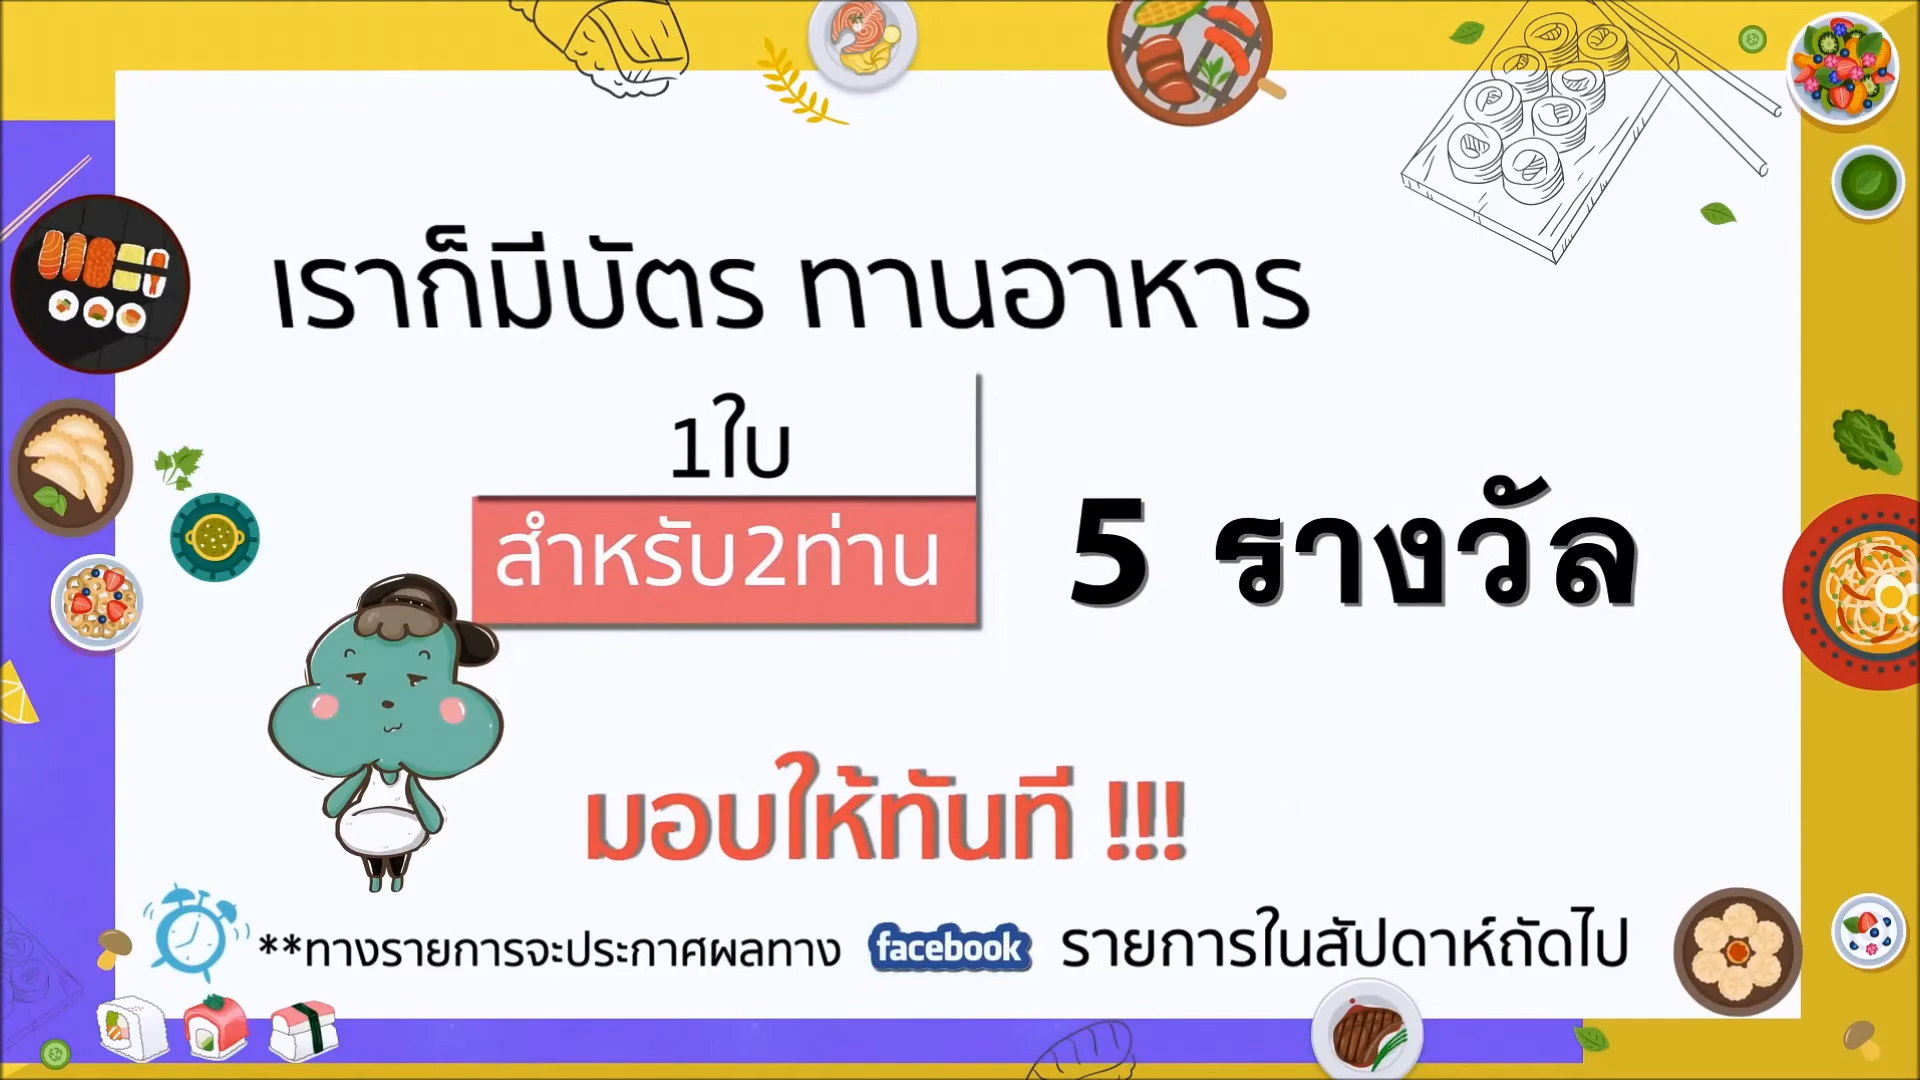 เราก็มีบัตร ทานอาหาร
1ใบ
สำหรับ2ท่าน
5 รางวัล
มอบให้ทันที !!!
**ทางรายการจะประกาศผลทาง facebook รายการในสัปดาห์ถัดไป